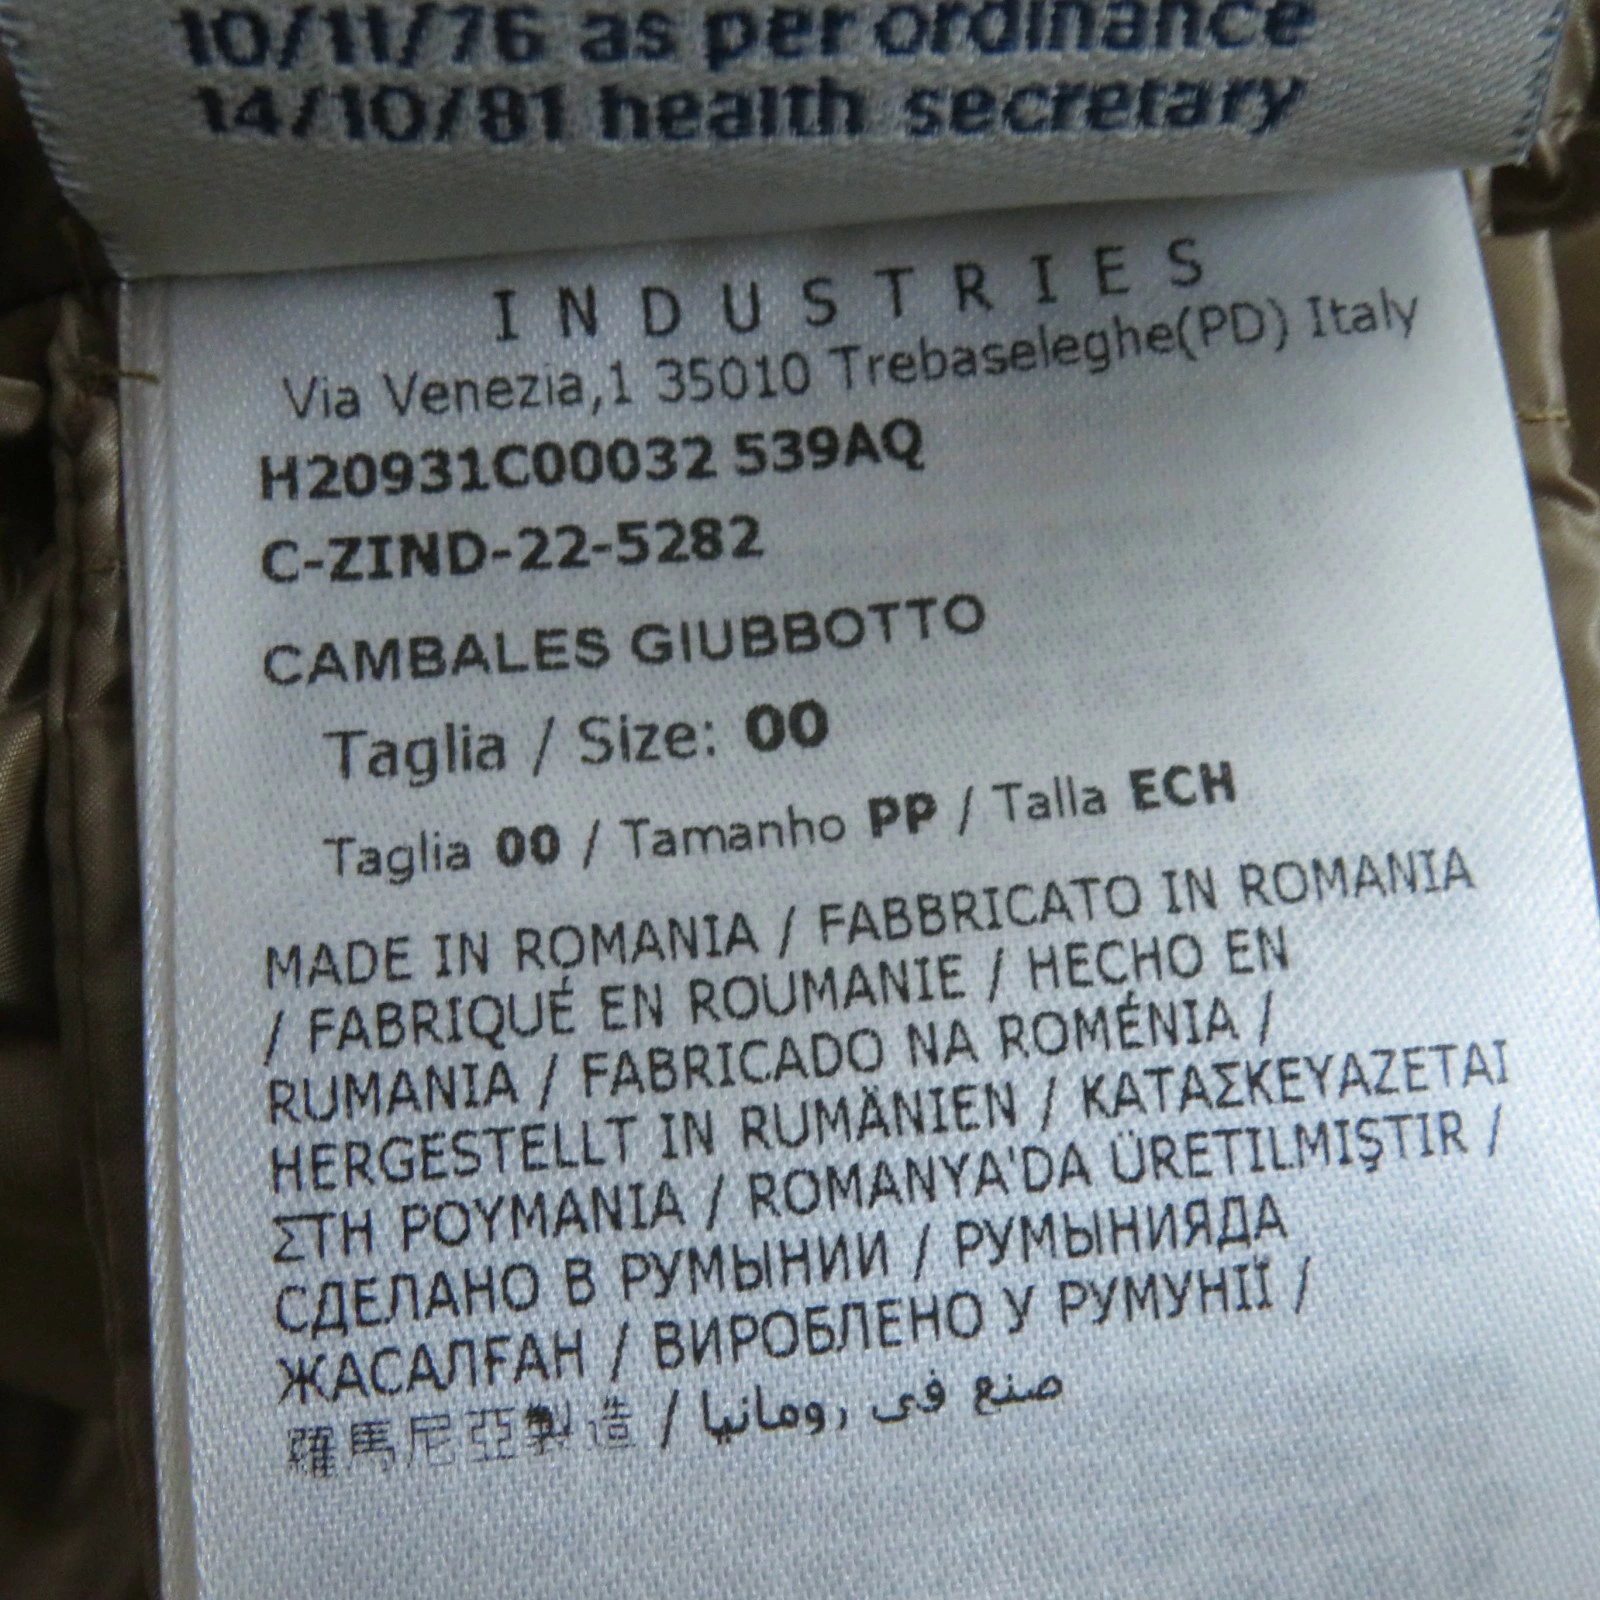 10/11/76 as per ordinance
14/10/81 health secretary
INDUSTRIES
Via Venezia,1 35010 Trebaseleghe(PD) Italy
H20931C00032 539AQ
C-ZIND-22-5282
CAMBALES GIUBBOTTO
Taglia / Size: 00
Taglia 00 / Tamanho PP / Talla ECH
MADE IN ROMANIA / FABBRICATO IN ROMANIA
/ FABRIQUÉ EN ROUMANIE / HECHO EN
RUMANIA / FABRICADO NA ROMÉNIA /
HERGESTELLT IN RUMÄNIEN / ΚΑΤΑΣΚΕΥΑΖΕΤΑΙ
ΣΤΗ ΡΟΥΜΑΝΙΑ / ROMANYA'DA ÜRETILMIŞTIR /
СДЕЛАНО В РУМЫНИИ / РУМЫНИЯДА
ЖАСАЛҒАН / ВИРОБЛЕНО У РУМУНІЇ /
羅馬尼亞製造 / صنع فى رومانيا